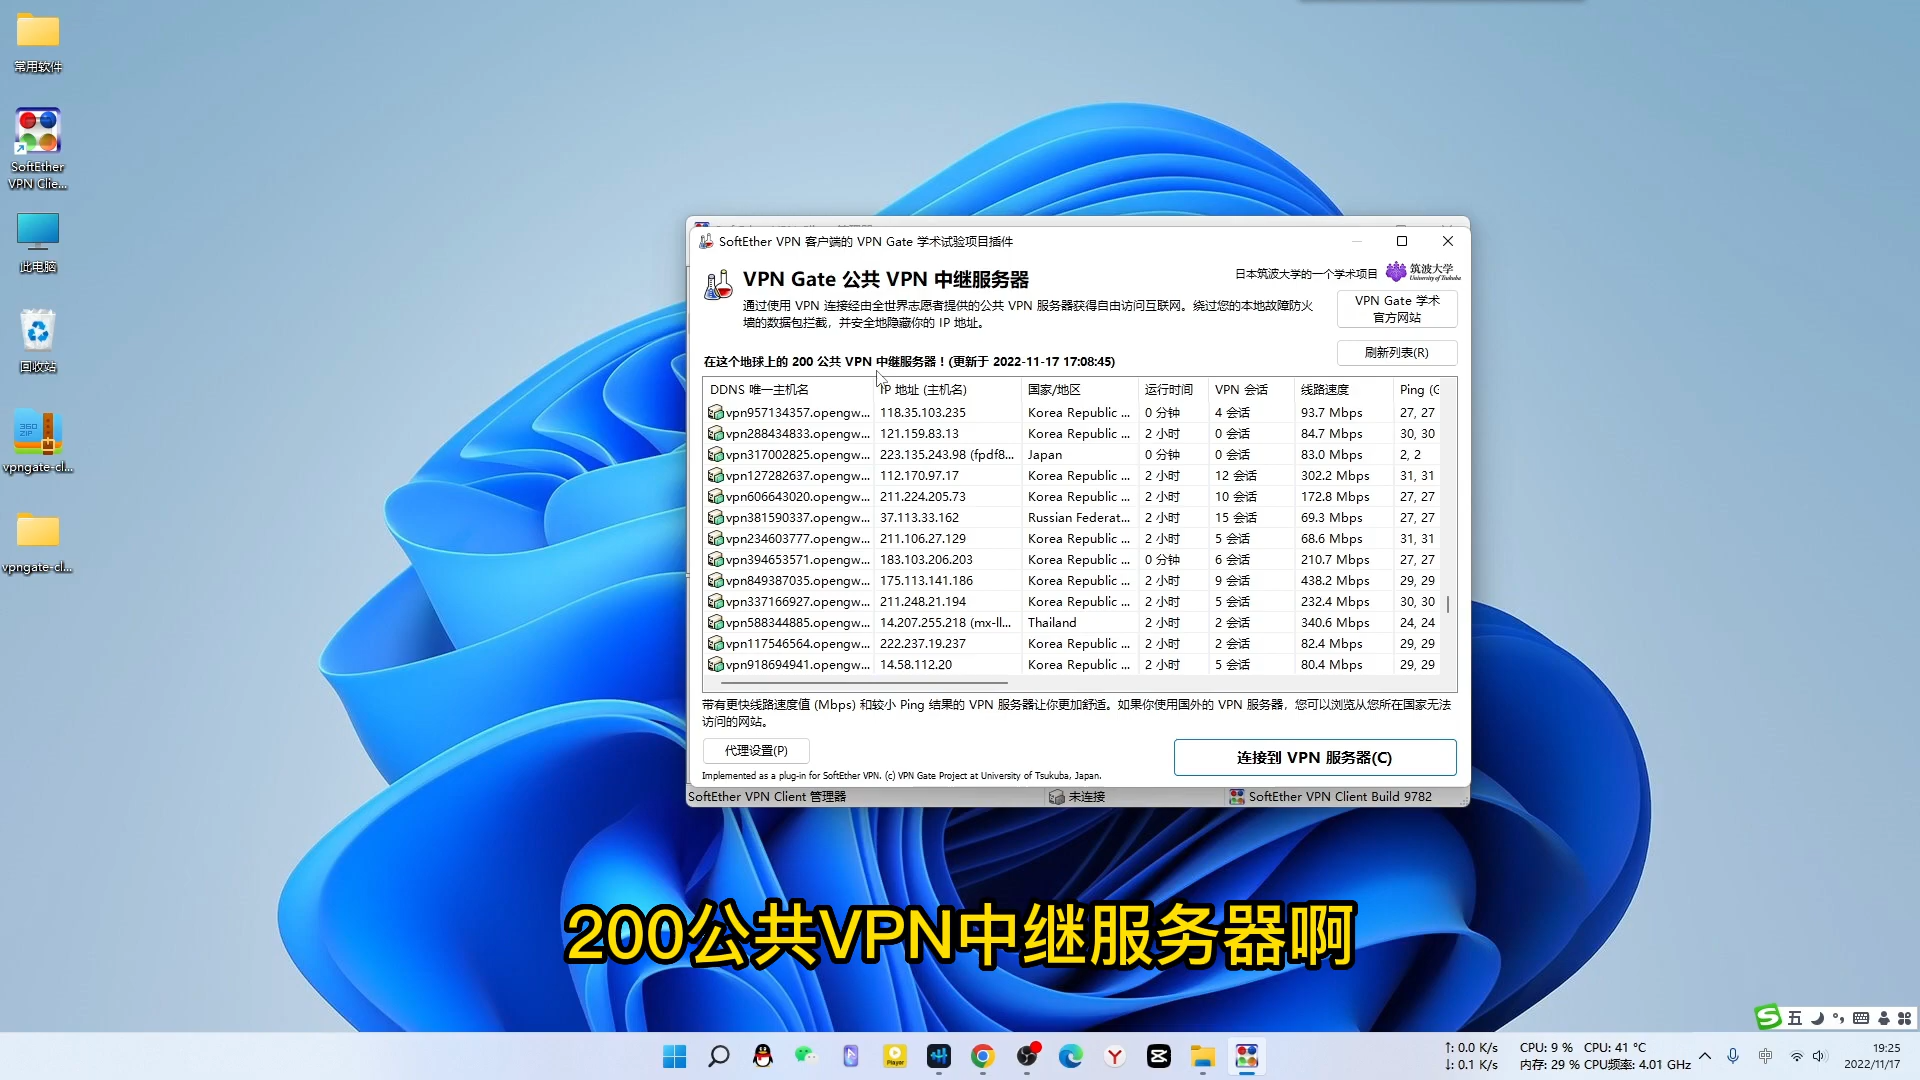 常用软件
SoftEther
VPN Clie...
此电脑
回收站
360
ZIP
vpngate-cl...
vpngate-cl...
SoftEther VPN 客户端的 VPN Gate 学术试验项目插件
VPN Gate 公共 VPN 中继服务器
日本筑波大学的一个学术项目
筑波大学
University of Tsukuba
通过使用 VPN 连接经由全世界志愿者提供的公共 VPN 服务器获得自由访问互联网。绕过您的本地故障防火
墙的数据包拦截，并安全地隐藏你的 IP 地址。
VPN Gate 学术
官方网站
在这个地球上的 200 公共 VPN 中继服务器！(更新于 2022-11-17 17:08:45)
刷新列表(R)
DDNS 唯一主机名 IP 地址 (主机名) 国家/地区 运行时间 VPN 会话 线路速度 Ping (G
vpn957134357.opengw... 118.35.103.235 Korea Republic ... 0 分钟 4 会话 93.7 Mbps 27, 27
vpn288434833.opengw... 121.159.83.13 Korea Republic ... 2 小时 0 会话 84.7 Mbps 30, 30
vpn317002825.opengw... 223.135.243.98 (fpdf8... Japan 0 分钟 0 会话 83.0 Mbps 2, 2
vpn127282637.opengw... 112.170.97.17 Korea Republic ... 2 小时 12 会话 302.2 Mbps 31, 31
vpn606643020.opengw... 211.224.205.73 Korea Republic ... 2 小时 10 会话 172.8 Mbps 27, 27
vpn381590337.opengw... 37.113.33.162 Russian Federat... 2 小时 15 会话 69.3 Mbps 27, 27
vpn234603777.opengw... 211.106.27.129 Korea Republic ... 2 小时 5 会话 68.6 Mbps 31, 31
vpn394653571.opengw... 183.103.206.203 Korea Republic ... 0 分钟 6 会话 210.7 Mbps 27, 27
vpn849387035.opengw... 175.113.141.186 Korea Republic ... 2 小时 9 会话 438.2 Mbps 29, 29
vpn337166927.opengw... 211.248.21.194 Korea Republic ... 2 小时 5 会话 232.4 Mbps 30, 30
vpn588344885.opengw... 14.207.255.218 (mx-ll... Thailand 2 小时 2 会话 340.6 Mbps 24, 24
vpn117546564.opengw... 222.237.19.237 Korea Republic ... 2 小时 2 会话 82.4 Mbps 29, 29
vpn918694941.opengw... 14.58.112.20 Korea Republic ... 2 小时 5 会话 80.4 Mbps 29, 29
带有更快线路速度值 (Mbps) 和较小 Ping 结果的 VPN 服务器让你更加舒适。如果你使用国外的 VPN 服务器，您可以浏览从您所在国家无法
访问的网站。
代理设置(P)
连接到 VPN 服务器(C)
Implemented as a plug-in for SoftEther VPN. (c) VPN Gate Project at University of Tsukuba, Japan.
SoftEther VPN Client 管理器 未连接 SoftEther VPN Client Build 9782
200公共VPN中继服务器啊
五
Player
↑: 0.0 K/s CPU: 9 % CPU: 41 °C
↓: 0.1 K/s 内存: 29 % CPU频率: 4.01 GHz
中
19:25
2022/11/17